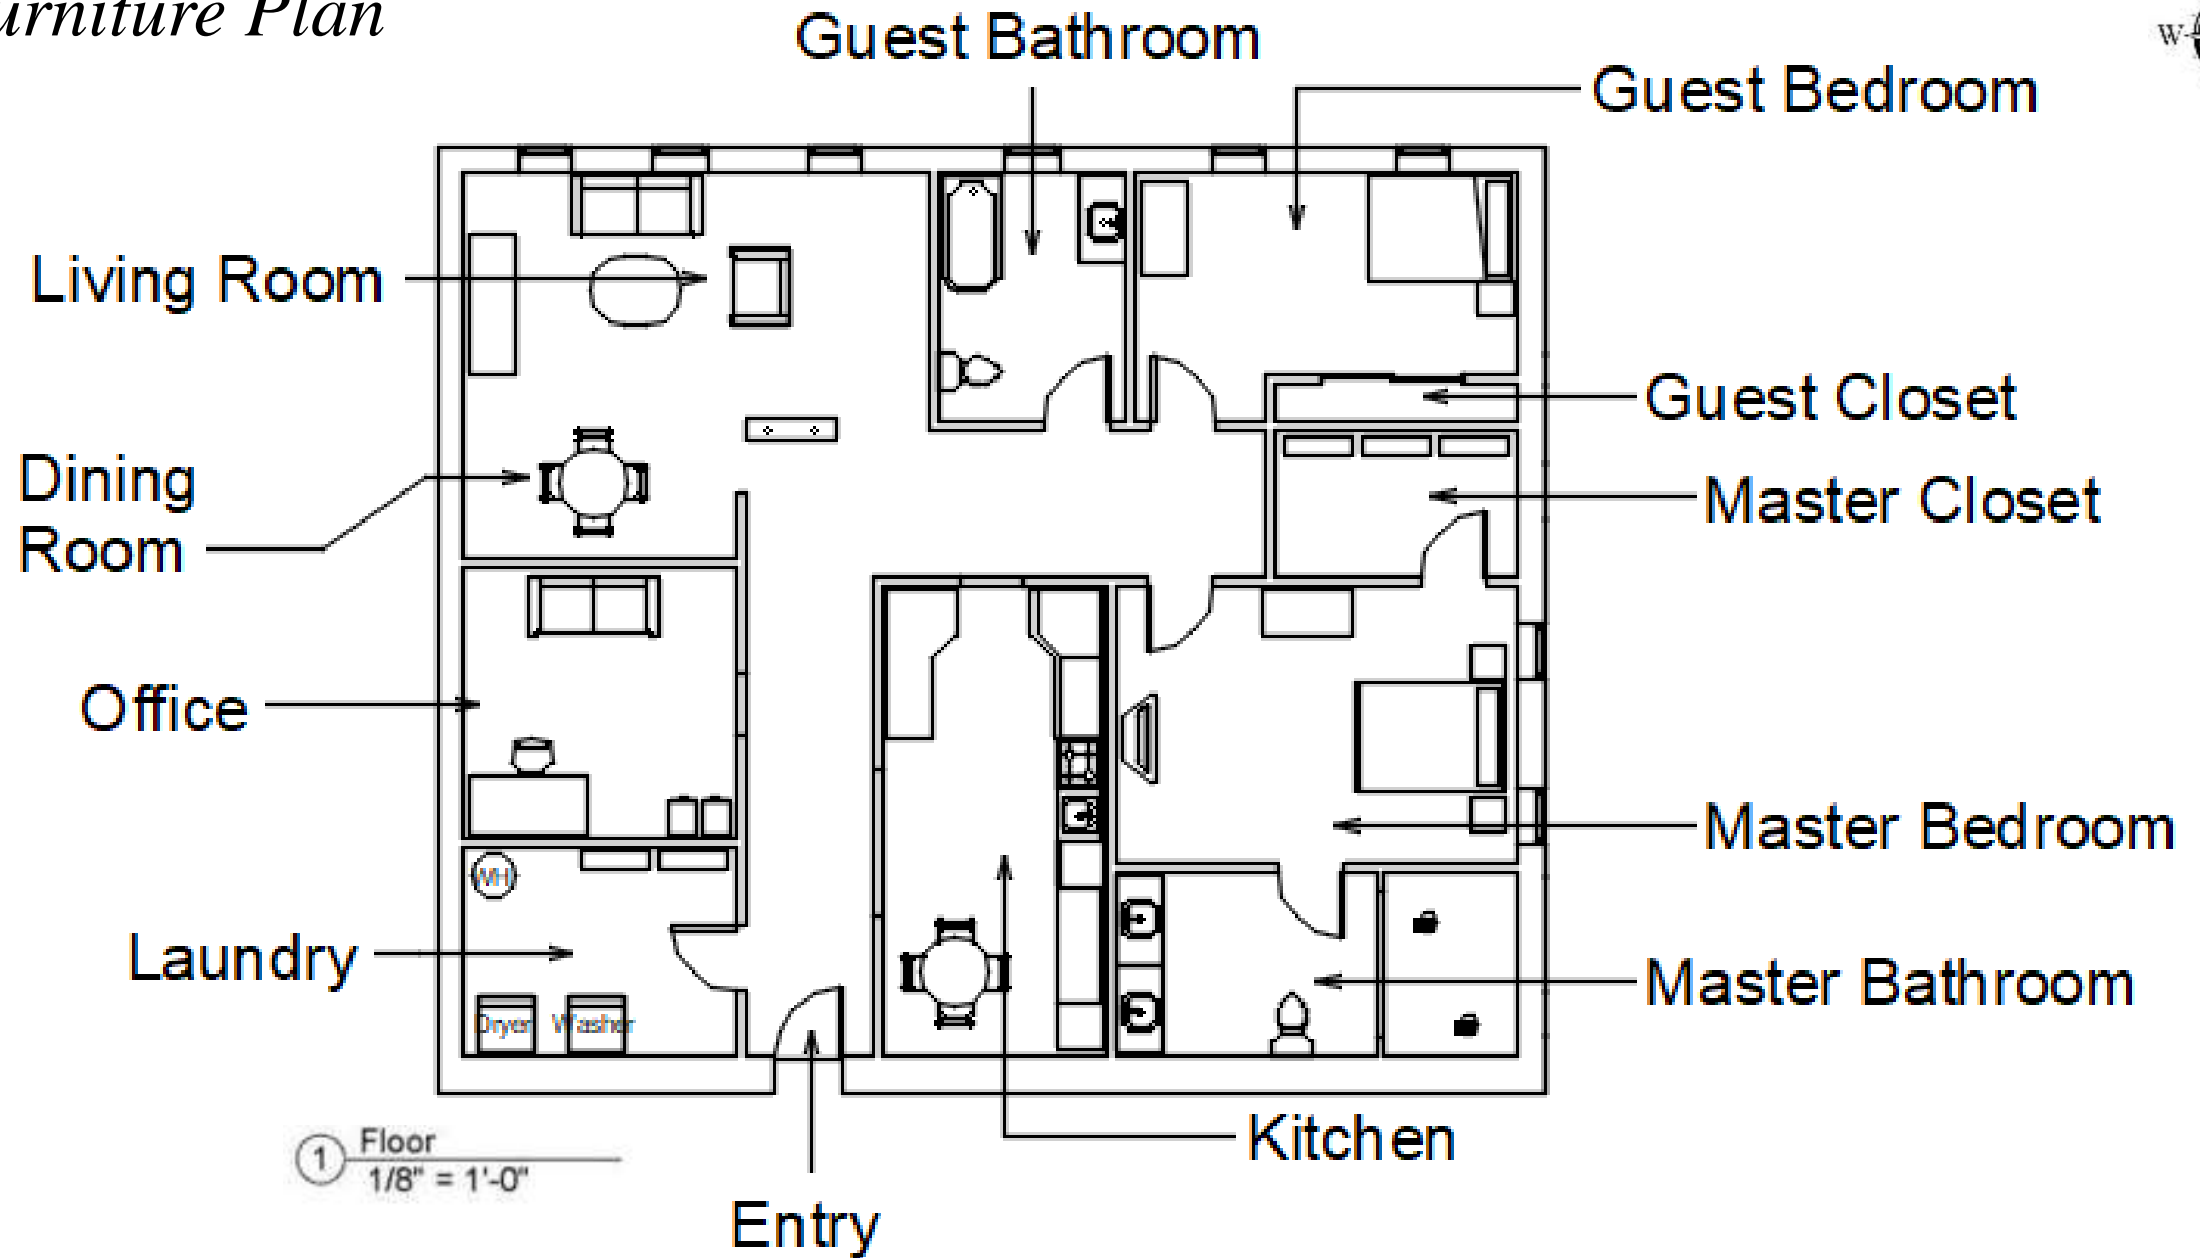 urniture Plan
W
Guest Bathroom
Guest Bedroom
Living Room
Guest Closet
Dining
Room
Master Closet
Office
Master Bedroom
WH
Laundry
Master Bathroom
Dryer Washer
Kitchen
1 Floor
1/8" = 1'-0"
Entry